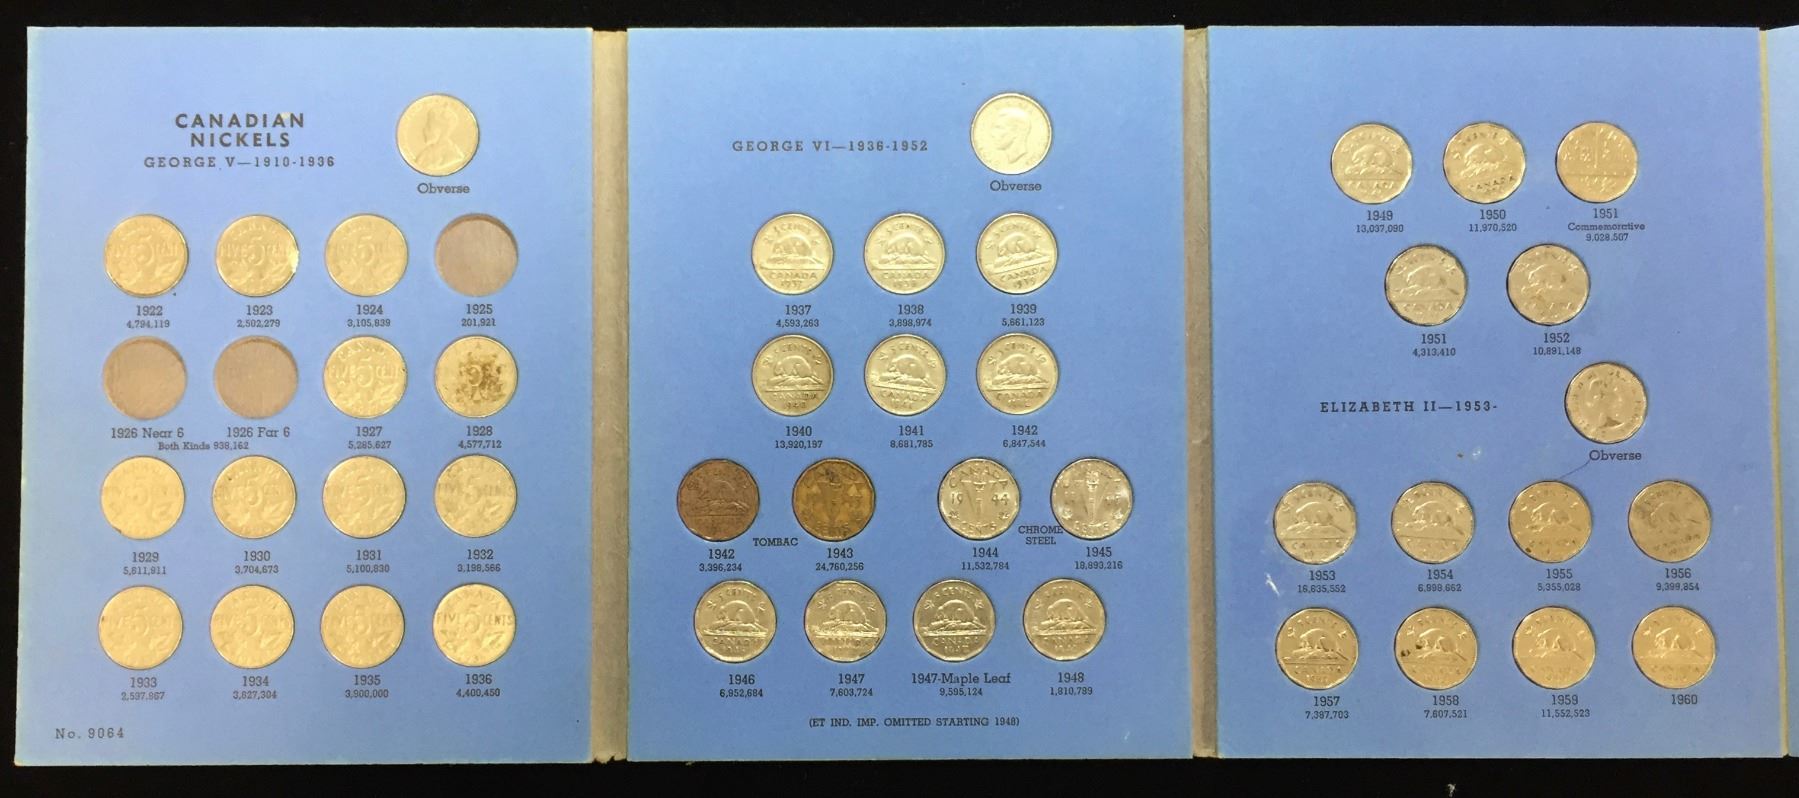 CANADIAN
NICKELS
GEORGE V—1910-1936
Obverse
1922 1923 1924 1925
4,794,119 2,502,279 3,105,839 201,921
1926 Near 6 1926 Far 6 1927 1928
Both Kinds 938,162 5,285,627 4,577,712
1929 1930 1931 1932
5,611,911 3,704,673 5,100,830 3,198,566
1933 1934 1935 1936
2,597,867 3,827,304 3,900,000 4,400,450
No. 9064
GEORGE VI—1936-1952
Obverse
5 CENTS
CANADA
1937 1938 1939
4,593,263 3,898,974 5,661,123
1940 1941 1942
13,920,197 8,681,785 6,847,544
TOMBAC
CHROME
STEEL
1942 1943 1944 1945
3,396,234 24,760,256 11,532,784 18,893,216
1946 1947 1947-Maple Leaf 1948
6,952,684 7,603,724 9,595,124 1,810,789
(ET IND. IMP. OMITTED STARTING 1948)
1949 1950 1951
13,037,090 11,970,520 Commemorative
9,028,507
1951 1952
4,313,410 10,891,148
ELIZABETH II—1953-
Obverse
1953 1954 1955 1956
16,635,552 6,998,662 5,355,028 9,399,854
1957 1958 1959 1960
7,387,703 7,607,521 11,552,523